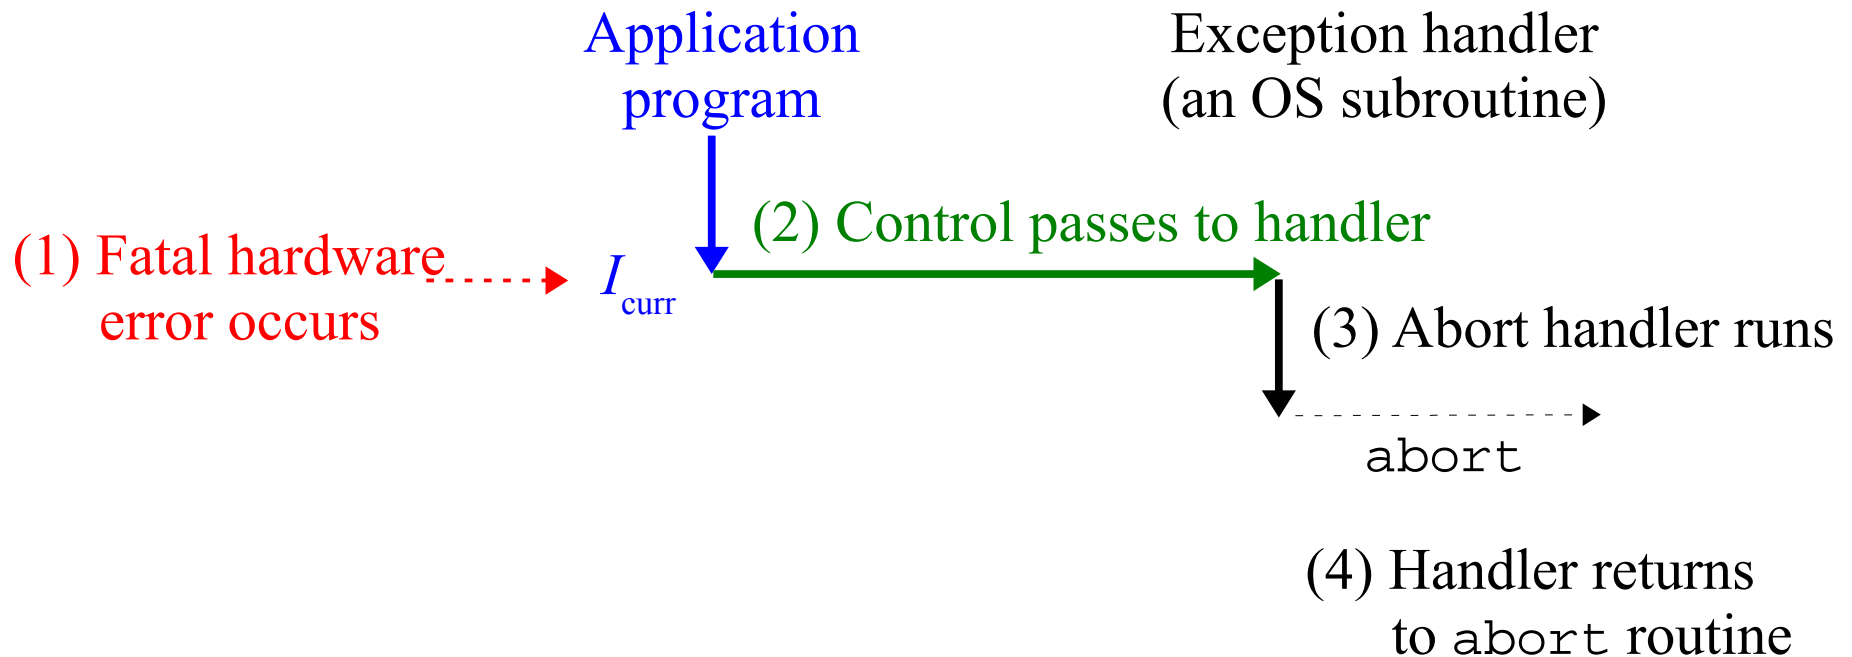 Application
program
Exception handler
(an OS subroutine)
(1) Fatal hardware
error occurs
Icurr
(2) Control passes to handler
(3) Abort handler runs
abort
(4) Handler returns
to abort routine